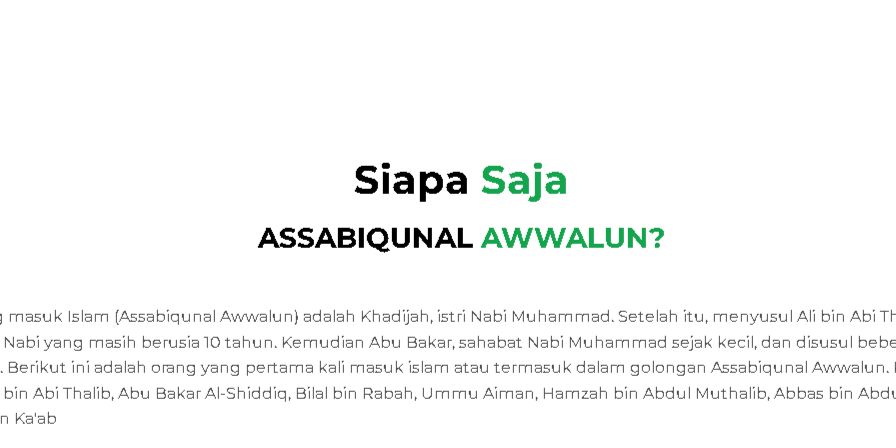 Siapa Saja
ASSABIQUNAL AWWALUN?
masuk Islam (Assabiqunal Awwalun) adalah Khadijah, istri Nabi Muhammad. Setelah itu, menyusul Ali bin Abi
Nabi yang masih berusia 10 tahun. Kemudian Abu Bakar, sahabat Nabi Muhammad sejak kecil, dan disusul
. Berikut ini adalah orang yang pertama kali masuk islam atau termasuk dalam golongan Assabiqunal Awwalun.
bin Abi Thalib, Abu Bakar Al-Shiddiq, Bilal bin Rabah, Ummu Aiman, Hamzah bin Abdul Muthalib, Abbas bin
Ka'ab